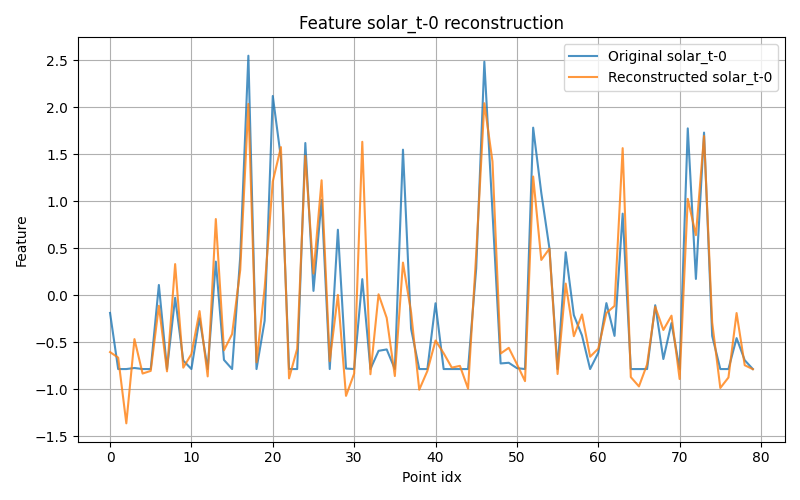 Feature solar_t-0 reconstruction
Original solar_t-0
Reconstructed solar_t-0
Feature
2.5
2.0
1.5
1.0
0.5
0.0
−0.5
−1.0
−1.5
0 10 20 30 40 50 60 70 80
Point idx